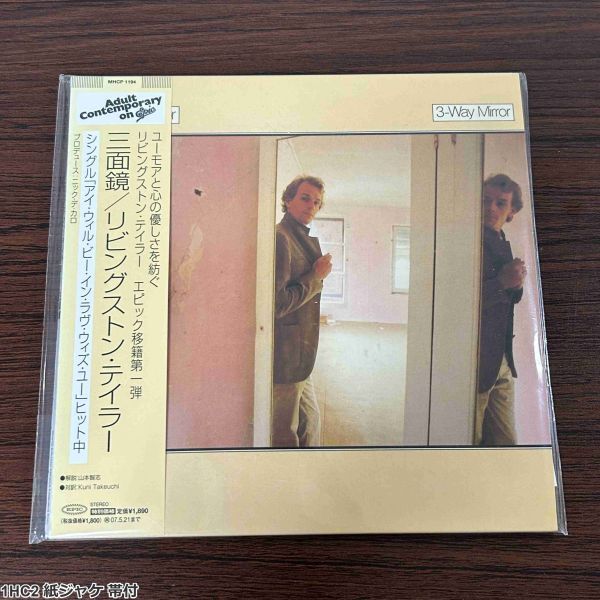 MHCP 1194
Adult
Contemporary
on Epic
r
3-Way Mirror
ユーモアと心の優しさを紡ぐ
リビングストン・テイラー エピック移籍第一弾
三面鏡/リビングストン・テイラー
シングル「アイ・ウィル・ビー・イン・ラヴ・ウィズ・ユー」ヒット中
プロデュース:ニック・デ・カロ
●解説:山本智志
●対訳:Kuni Takeuchi
EPIC
STEREO
特別価格 定価¥1,890
(税抜価格¥1,800) 07.5.21まで
1HC2 紙ジャケ 帯付